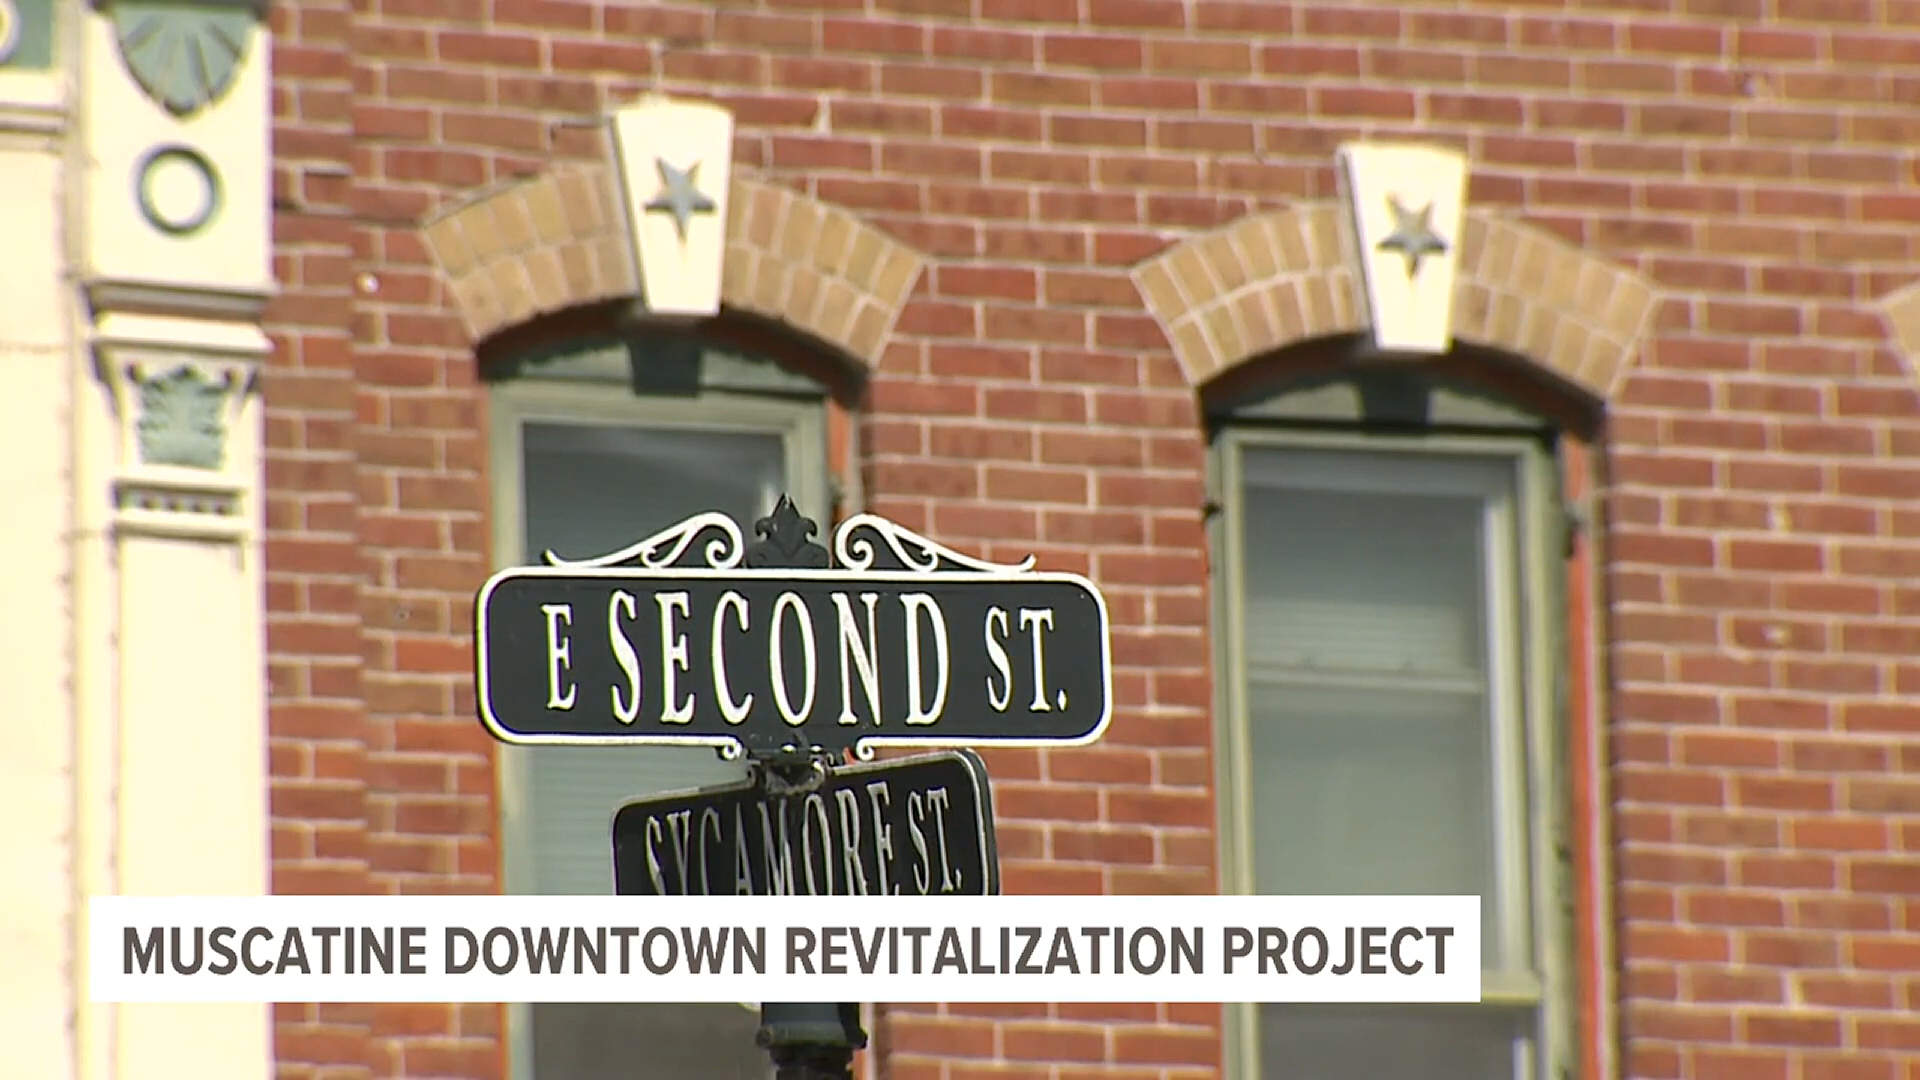 E SECOND ST.
SYCAMORE ST.
MUSCATINE DOWNTOWN REVITALIZATION PROJECT